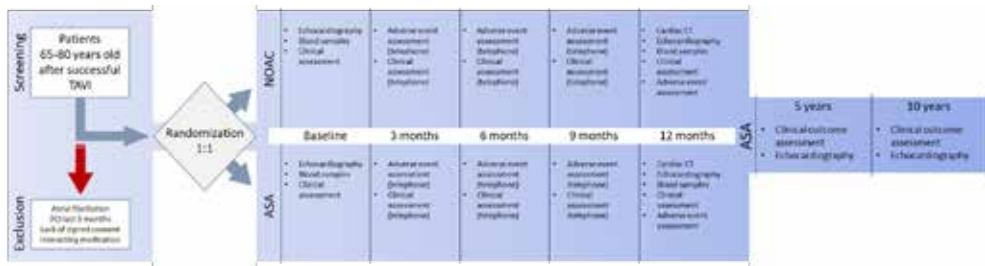 Screening
Patients
65-80 years old
after successful
TAVI
Exclusion
Atrial fibrillation
PCI last 3 months
Lack of signed consent
Interacting medication
Randomization
1:1
NOAC
• Echocardiography
• Blood samples
• Clinical
assessment
• Adverse event
assessment
(telephone)
• Clinical
assessment
(telephone)
• Adverse event
assessment
(telephone)
• Clinical
assessment
(telephone)
• Adverse event
assessment
(telephone)
• Clinical
assessment
(telephone)
• Cardiac CT
• Echocardiography
• Blood samples
• Clinical
assessment
• Adverse event
assessment
Baseline
3 months
6 months
9 months
12 months
ASA
• Echocardiography
• Blood samples
• Clinical
assessment
• Adverse event
assessment
(telephone)
• Clinical
assessment
(telephone)
• Adverse event
assessment
(telephone)
• Clinical
assessment
(telephone)
• Adverse event
assessment
(telephone)
• Clinical
assessment
(telephone)
• Cardiac CT
• Echocardiography
• Blood samples
• Clinical
assessment
• Adverse event
assessment
ASA
5 years
• Clinical outcome
assessment
• Echocardiography
10 years
• Clinical outcome
assessment
• Echocardiography